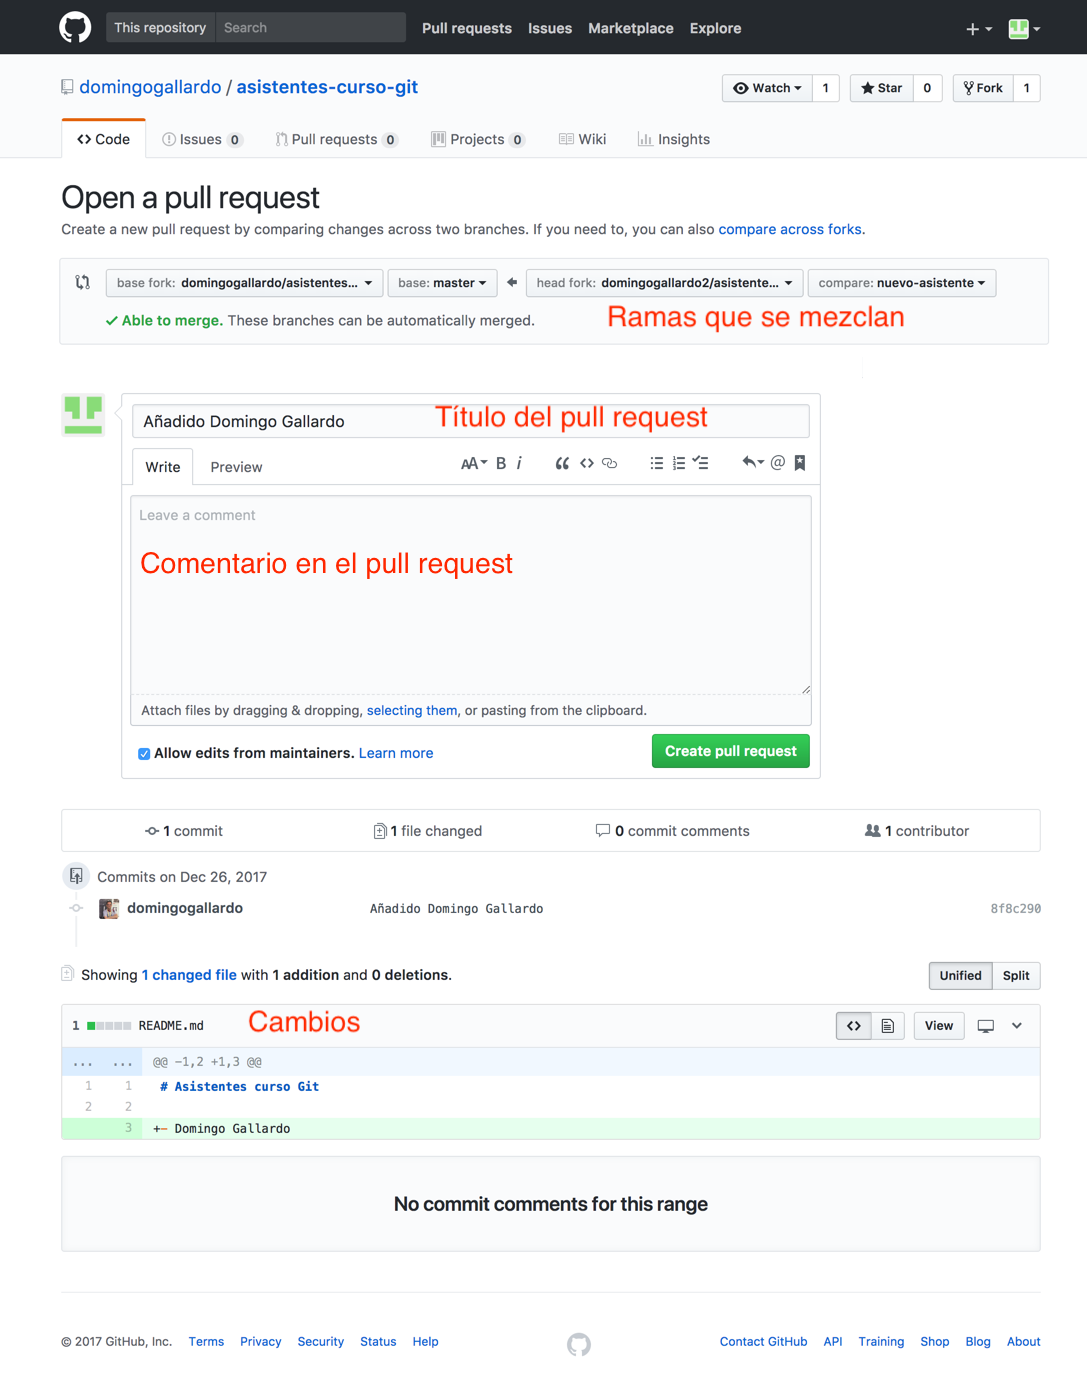 This repository Search Pull requests Issues Marketplace Explore
domingogallardo / asistentes-curso-git Watch 1 Star 0 Fork 1
Code Issues 0 Pull requests 0 Projects 0 Wiki Insights
Open a pull request
Create a new pull request by comparing changes across two branches. If you need to, you can also compare across forks.
base fork: domingogallardo/asistentes... base: master head fork: domingogallardo2/asistente... compare: nuevo-asistente
Able to merge. These branches can be automatically merged.
Ramas que se mezclan
Añadido Domingo Gallardo
Título del pull request
Write Preview AA B i
Leave a comment
Comentario en el pull request
Attach files by dragging & dropping, selecting them, or pasting from the clipboard.
Allow edits from maintainers. Learn more Create pull request
1 commit 1 file changed 0 commit comments 1 contributor
Commits on Dec 26, 2017
domingogallardo Añadido Domingo Gallardo 8f8c290
Showing 1 changed file with 1 addition and 0 deletions. Unified Split
1 README.md Cambios View
... ... @@ -1,2 +1,3 @@
1 1 # Asistentes curso Git
2 2
3 +- Domingo Gallardo
No commit comments for this range
© 2017 GitHub, Inc. Terms Privacy Security Status Help Contact GitHub API Training Shop Blog About